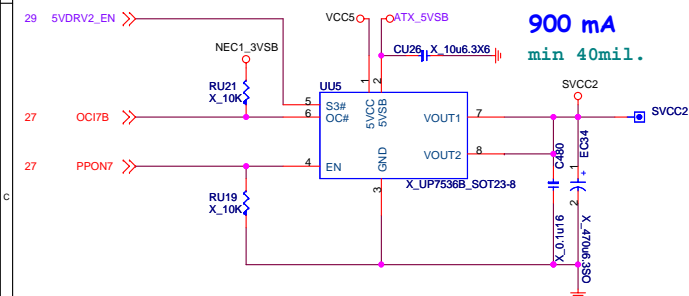 29 5VDRV2_EN
VCC5
ATX_5VSB
900 mA
min 40mil.
CU26
X_10u6.3X6
NEC1_3VSB
RU21
X_10K
UU5
1
2
5
S3#
5VCC
5VSB
27 OCI7B
6
OC#
VOUT1
7
SVCC2
SVCC2
27 PPON7
4
EN
GND
VOUT2
8
3
X_UP7536B_SOT23-8
C480
X_0.1u16
1
+
EC34
2
X_470u6.3SO
RU19
X_10K
C